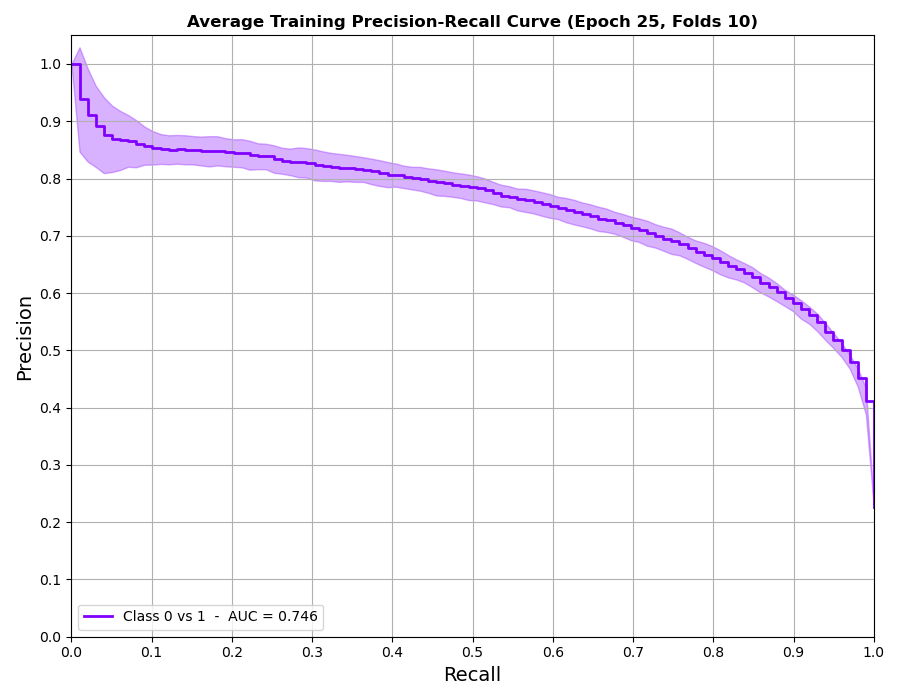 Average Training Precision-Recall Curve (Epoch 25, Folds 10)
Precision
1.0
0.9
0.8
0.7
0.6
0.5
0.4
0.3
0.2
0.1
0.0
Class 0 vs 1 - AUC = 0.746
0.0 0.1 0.2 0.3 0.4 0.5 0.6 0.7 0.8 0.9 1.0
Recall